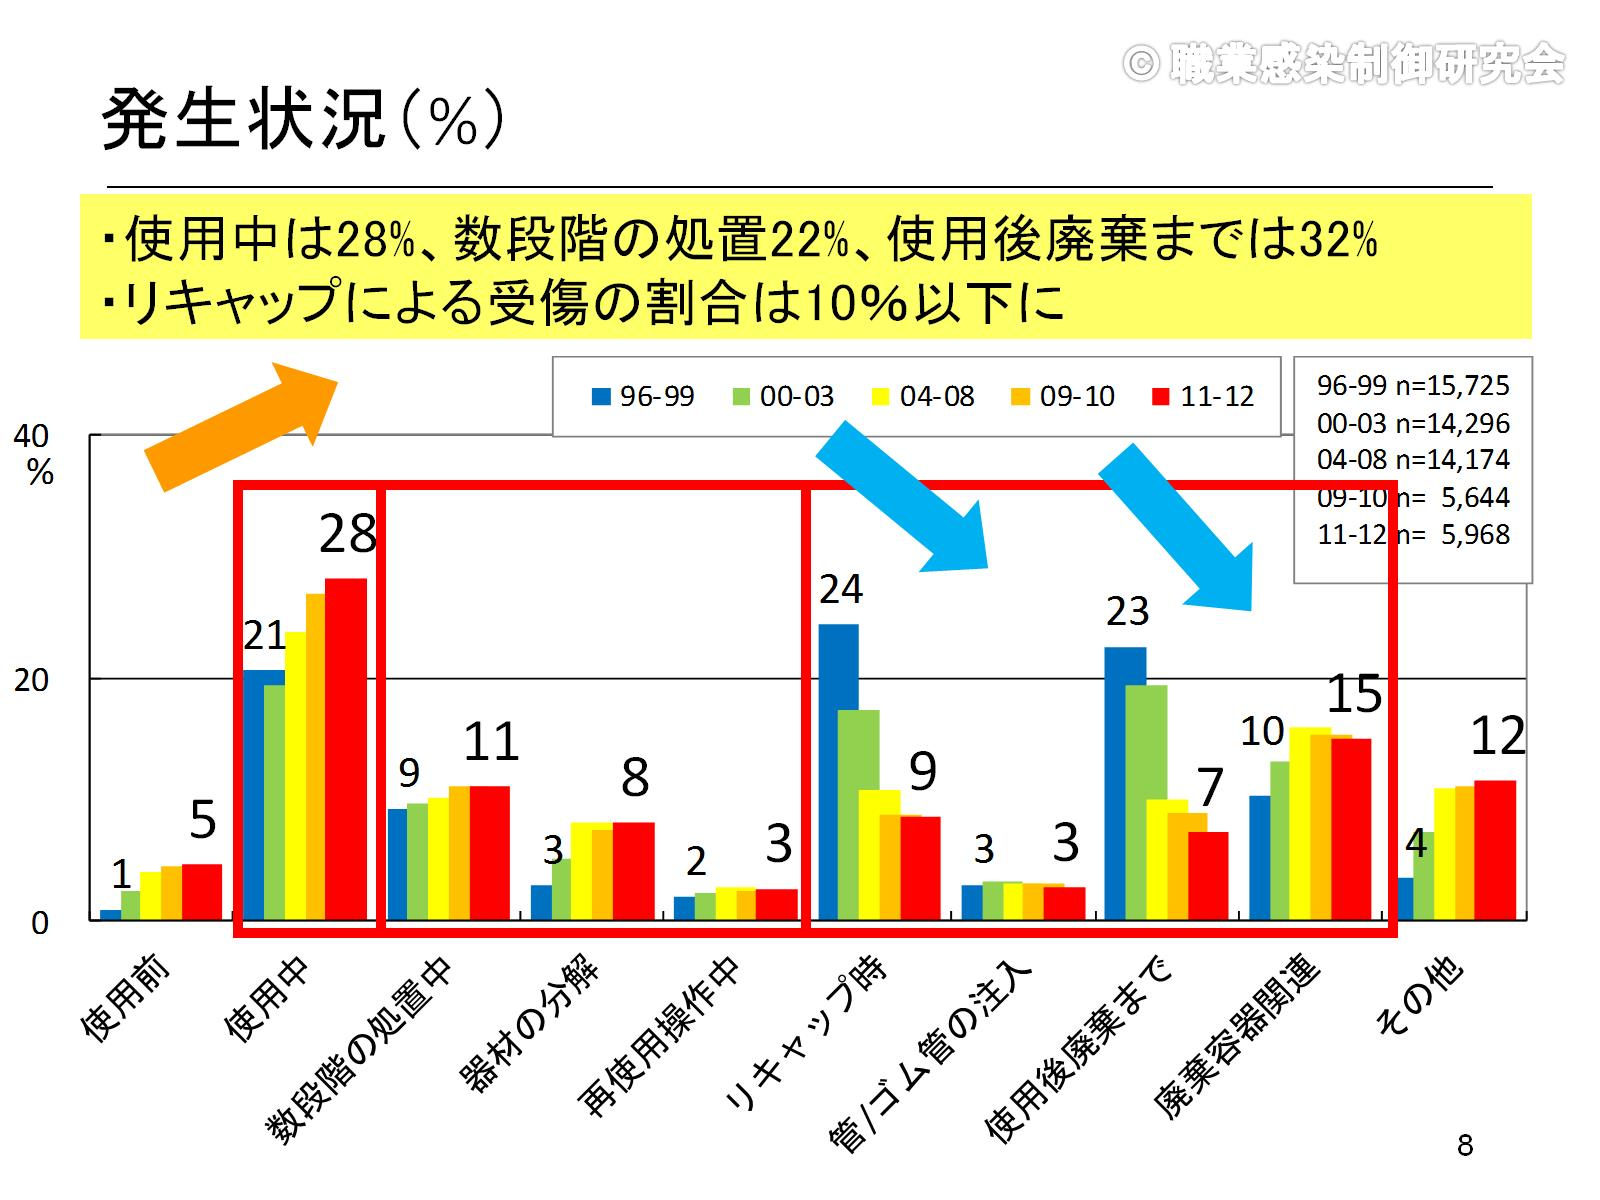 © 職業感染制御研究会
発生状況(%)
・使用中は28%、数段階の処置22%、使用後廃棄までは32%
・リキャップによる受傷の割合は10%以下に
96-99 00-03 04-08 09-10 11-12
96-99 n=15,725
00-03 n=14,296
04-08 n=14,174
09-10 n= 5,644
11-12 n= 5,968
40
%
20
0
1
5
21
28
9
11
3
8
2
3
24
9
3
3
23
7
10
15
4
12
使用前
使用中
数段階の処置中
器材の分解
再使用操作中
リキャップ時
管/ゴム管の注入
使用後廃棄まで
廃棄容器関連
その他
8